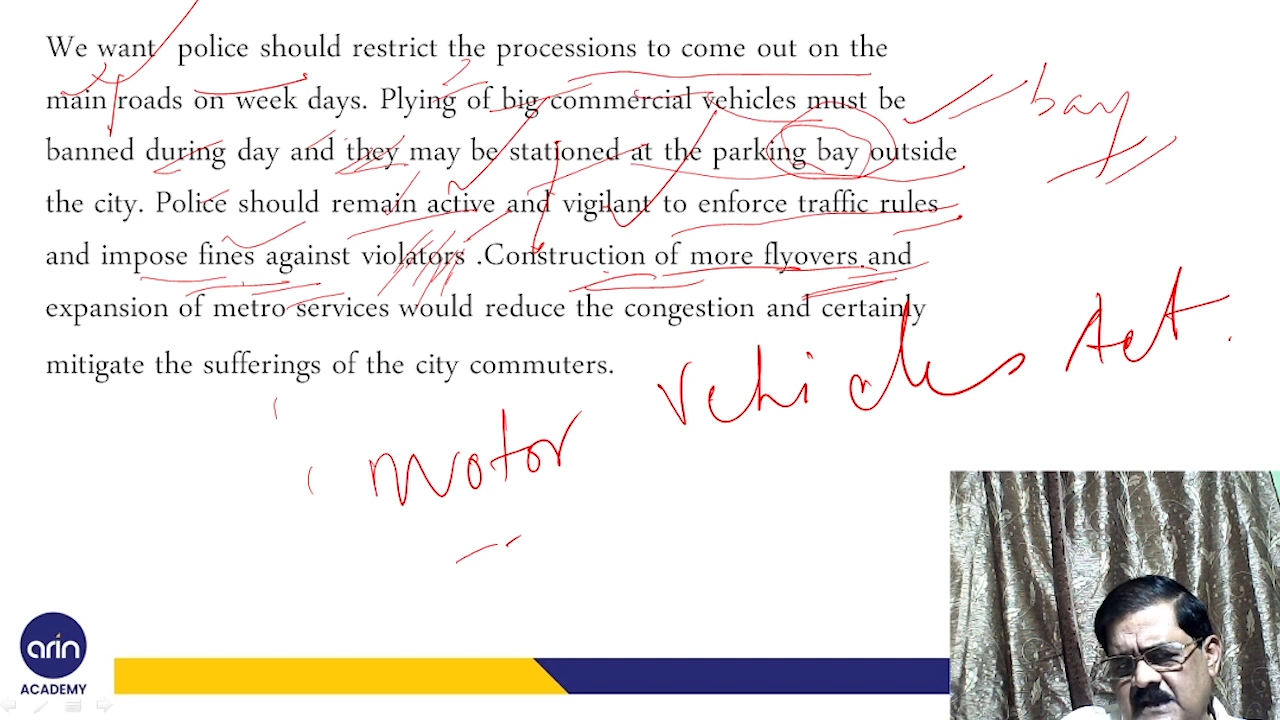 We want police should restrict the processions to come out on the
main roads on week days. Plying of big commercial vehicles must be
bay
banned during day and they may be stationed at the parking bay outside
the city. Police should remain active and vigilant to enforce traffic rules
and impose fines against violators .Construction of more flyovers and
expansion of metro services would reduce the congestion and certainly
mitigate the sufferings of the city commuters.
Motor Vehicles Act.
arin
ACADEMY